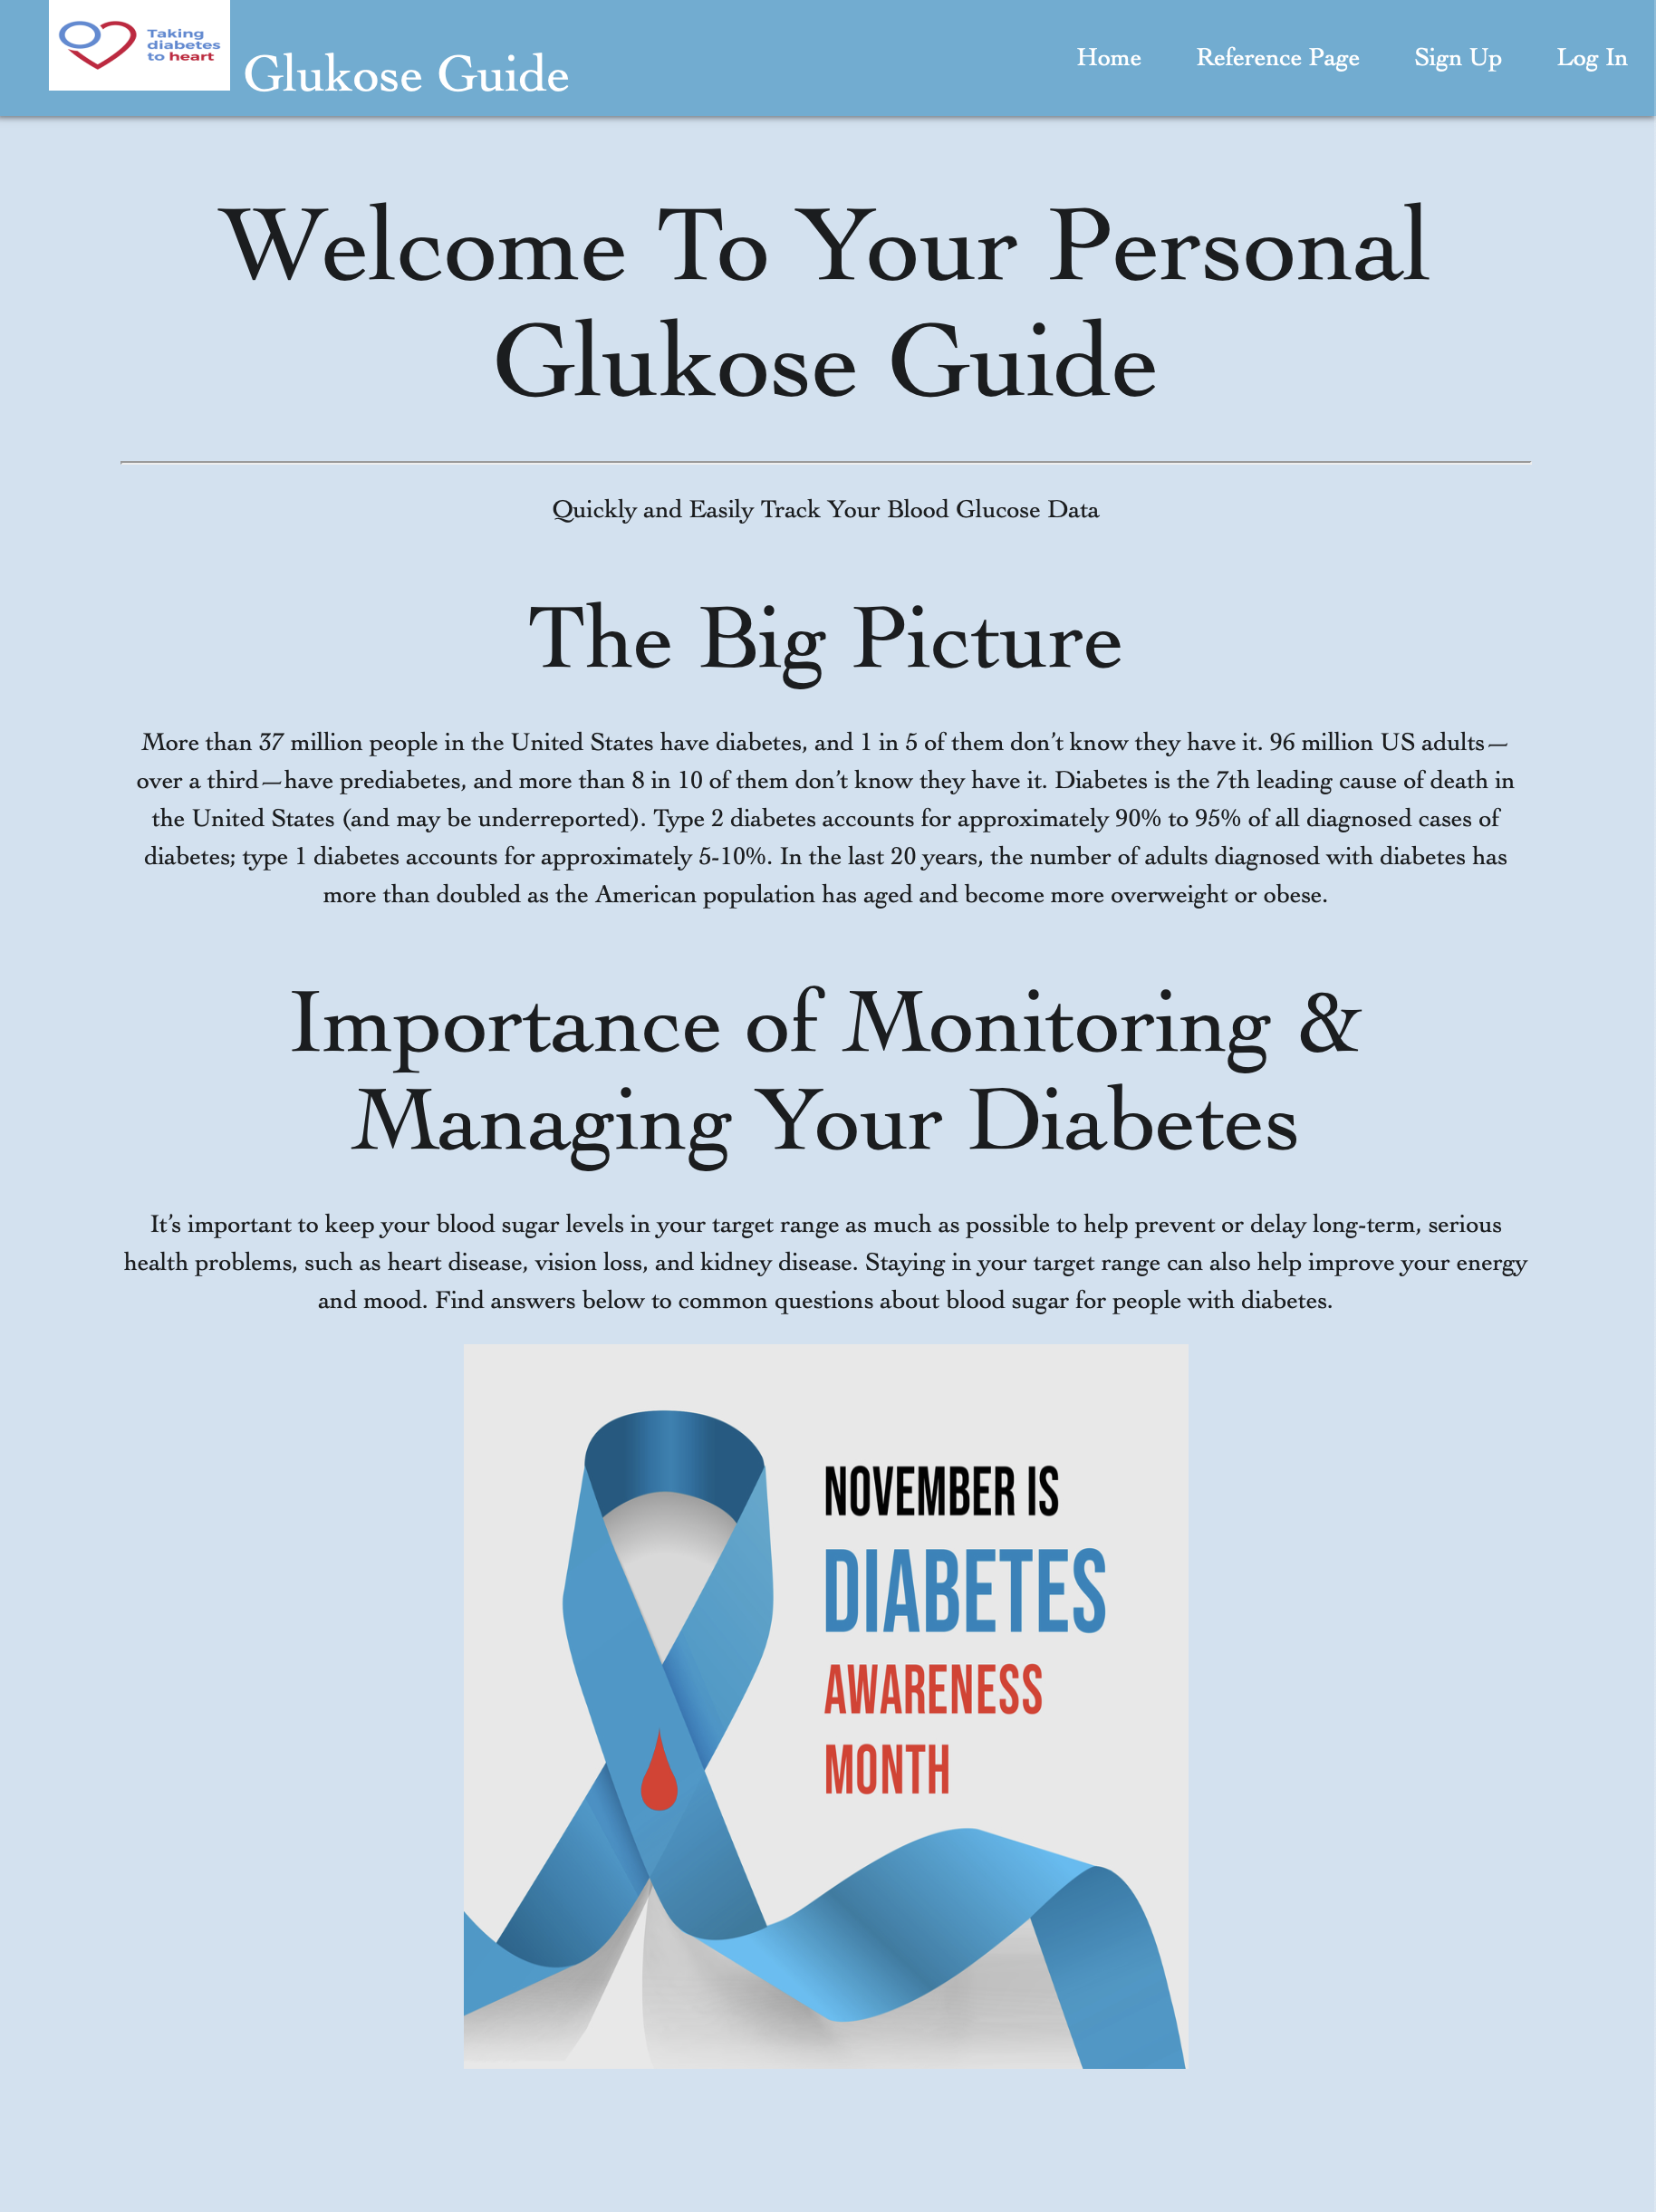 Taking
diabetes
to heart
Glukose Guide
Home
Reference Page
Sign Up
Log In
Welcome To Your Personal
Glukose Guide
Quickly and Easily Track Your Blood Glucose Data
The Big Picture
More than 37 million people in the United States have diabetes, and 1 in 5 of them don’t know they have it. 96 million US adults—
over a third—have prediabetes, and more than 8 in 10 of them don’t know they have it. Diabetes is the 7th leading cause of death in
the United States (and may be underreported). Type 2 diabetes accounts for approximately 90% to 95% of all diagnosed cases of
diabetes; type 1 diabetes accounts for approximately 5-10%. In the last 20 years, the number of adults diagnosed with diabetes has
more than doubled as the American population has aged and become more overweight or obese.
Importance of Monitoring &
Managing Your Diabetes
It’s important to keep your blood sugar levels in your target range as much as possible to help prevent or delay long-term, serious
health problems, such as heart disease, vision loss, and kidney disease. Staying in your target range can also help improve your energy
and mood. Find answers below to common questions about blood sugar for people with diabetes.
NOVEMBER IS
DIABETES
AWARENESS
MONTH